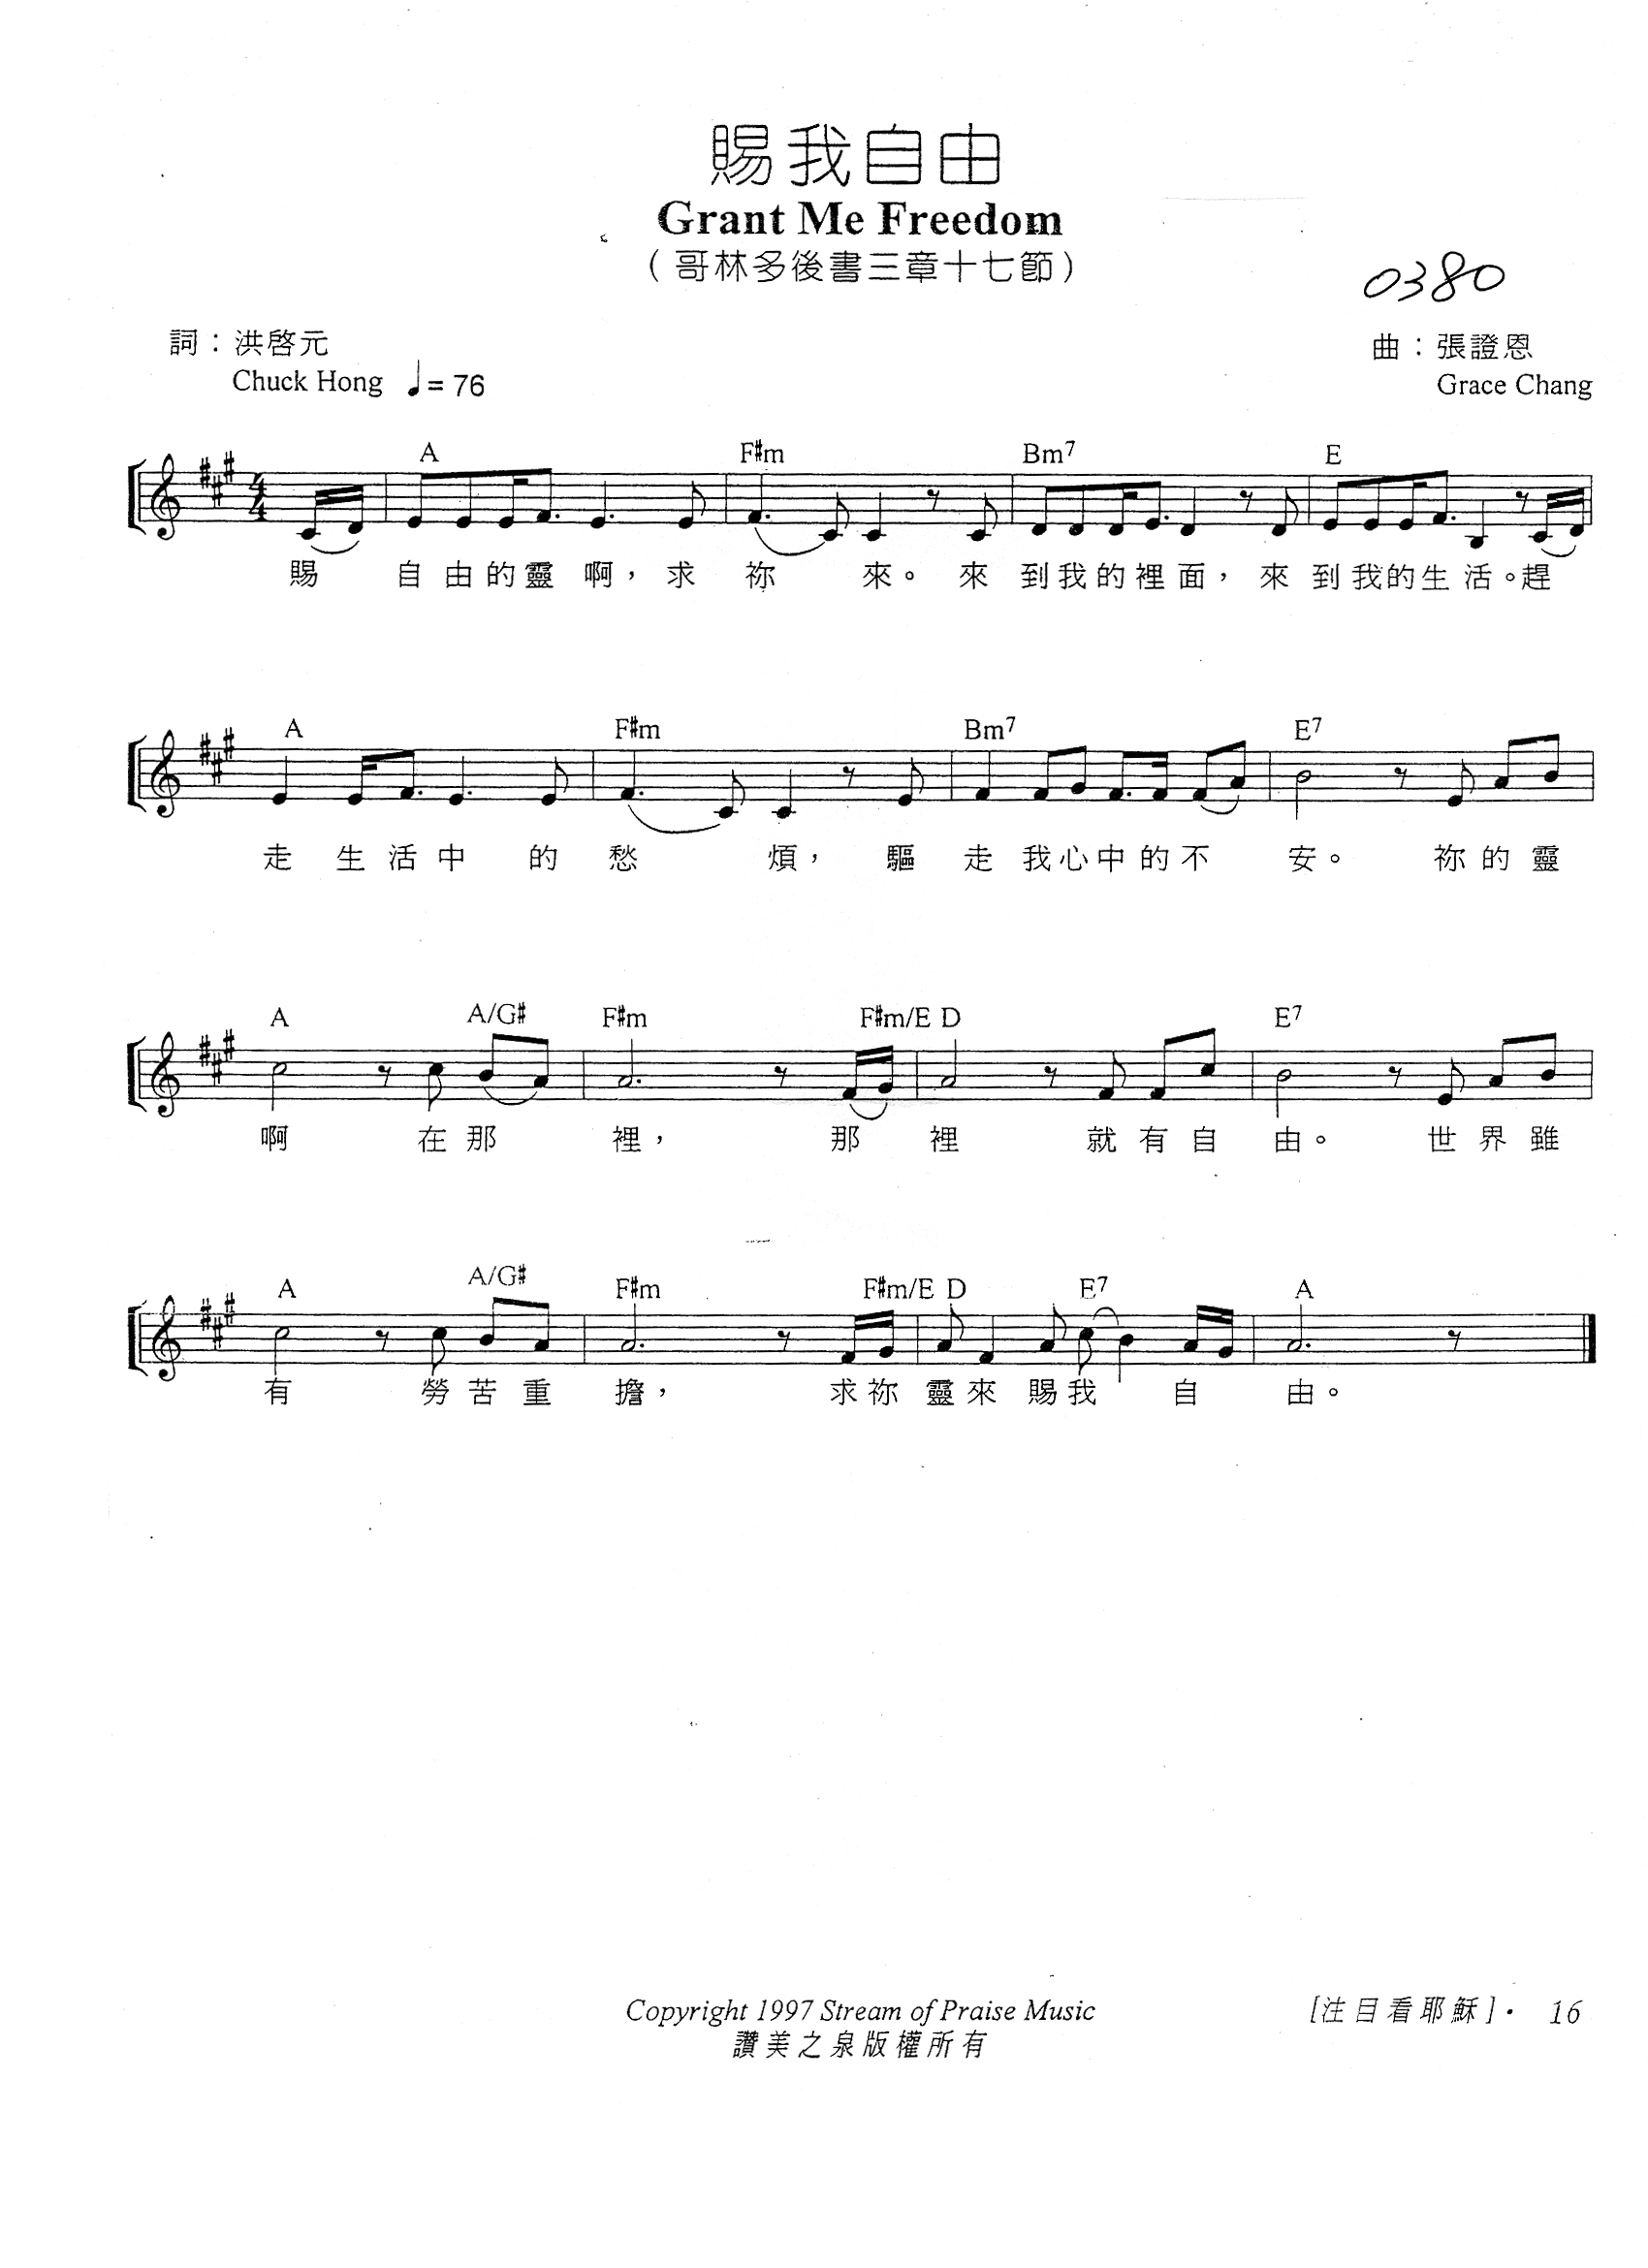 賜我自由
Grant Me Freedom
（哥林多後書三章十七節）
0380
詞：洪啓元
曲：張證恩
Chuck Hong ♩= 76
Grace Chang
A F#m Bm7 E
4/4
賜 自由的靈啊，求祢 來。來到我的裡面，來到我的生活。趕
A F#m Bm7 E7
走生活中的愁 煩，驅走我心中的不 安。祢的靈
A A/G# F#m F#m/E D E7
啊 在那 裡， 那 裡 就有自 由。 世界雖
A A/G# F#m F#m/E D E7 A
有 勞苦重 擔， 求祢靈來賜我 自 由。
Copyright 1997 Stream of Praise Music
[注目看耶穌]· 16
讚美之泉版權所有